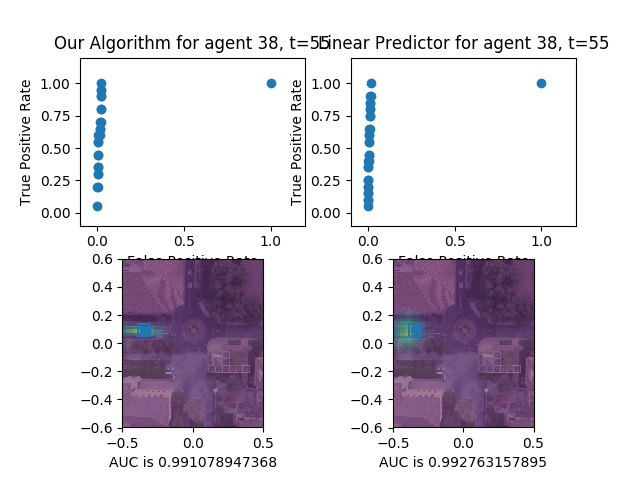 Our Algorithm for agent 38, t=55
Linear Predictor for agent 38, t=55
True Positive Rate
1.00
0.75
0.50
0.25
0.00
0.0 0.5 1.0
False Positive Rate
True Positive Rate
1.00
0.75
0.50
0.25
0.00
0.0 0.5 1.0
False Positive Rate
0.6
0.4
0.2
0.0
−0.2
−0.4
−0.6
−0.5 0.0 0.5
AUC is 0.991078947368
0.6
0.4
0.2
0.0
−0.2
−0.4
−0.6
−0.5 0.0 0.5
AUC is 0.992763157895